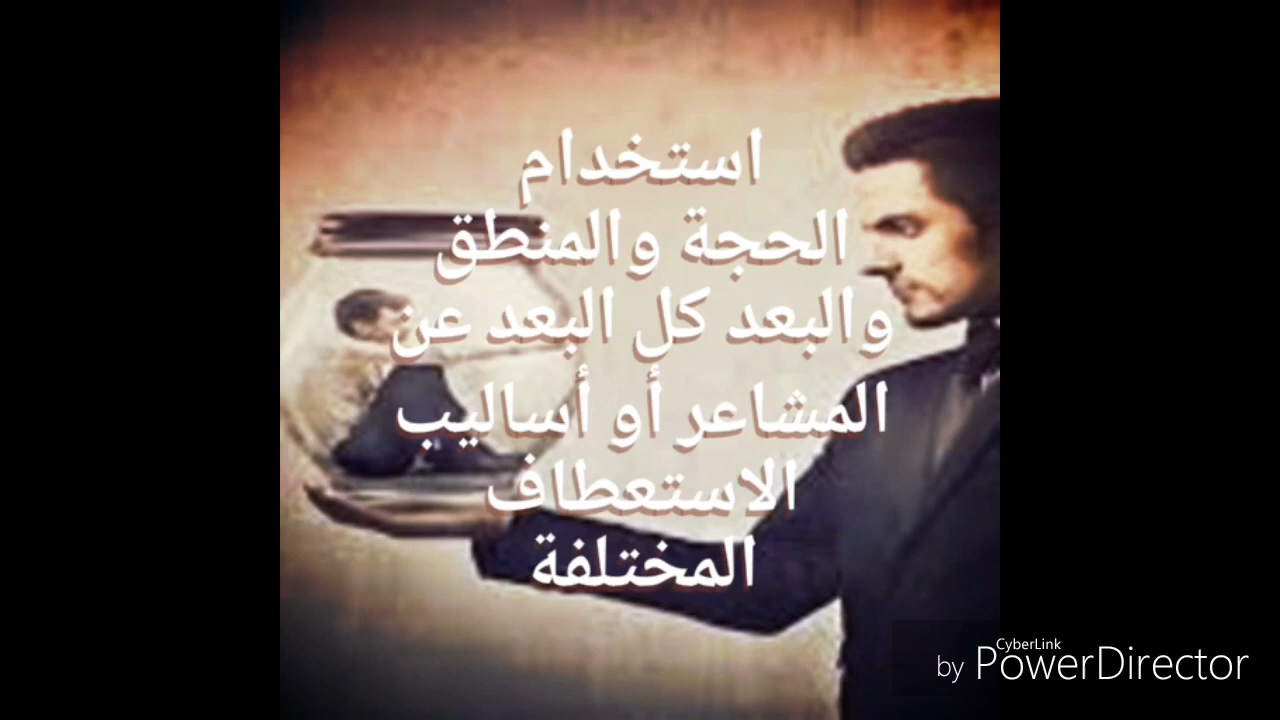 استخدام
الحجة والمنطق
والبعد كل البعد عن
المشاعر أو أساليب
الاستعطاف
المختلفة
CyberLink
by PowerDirector